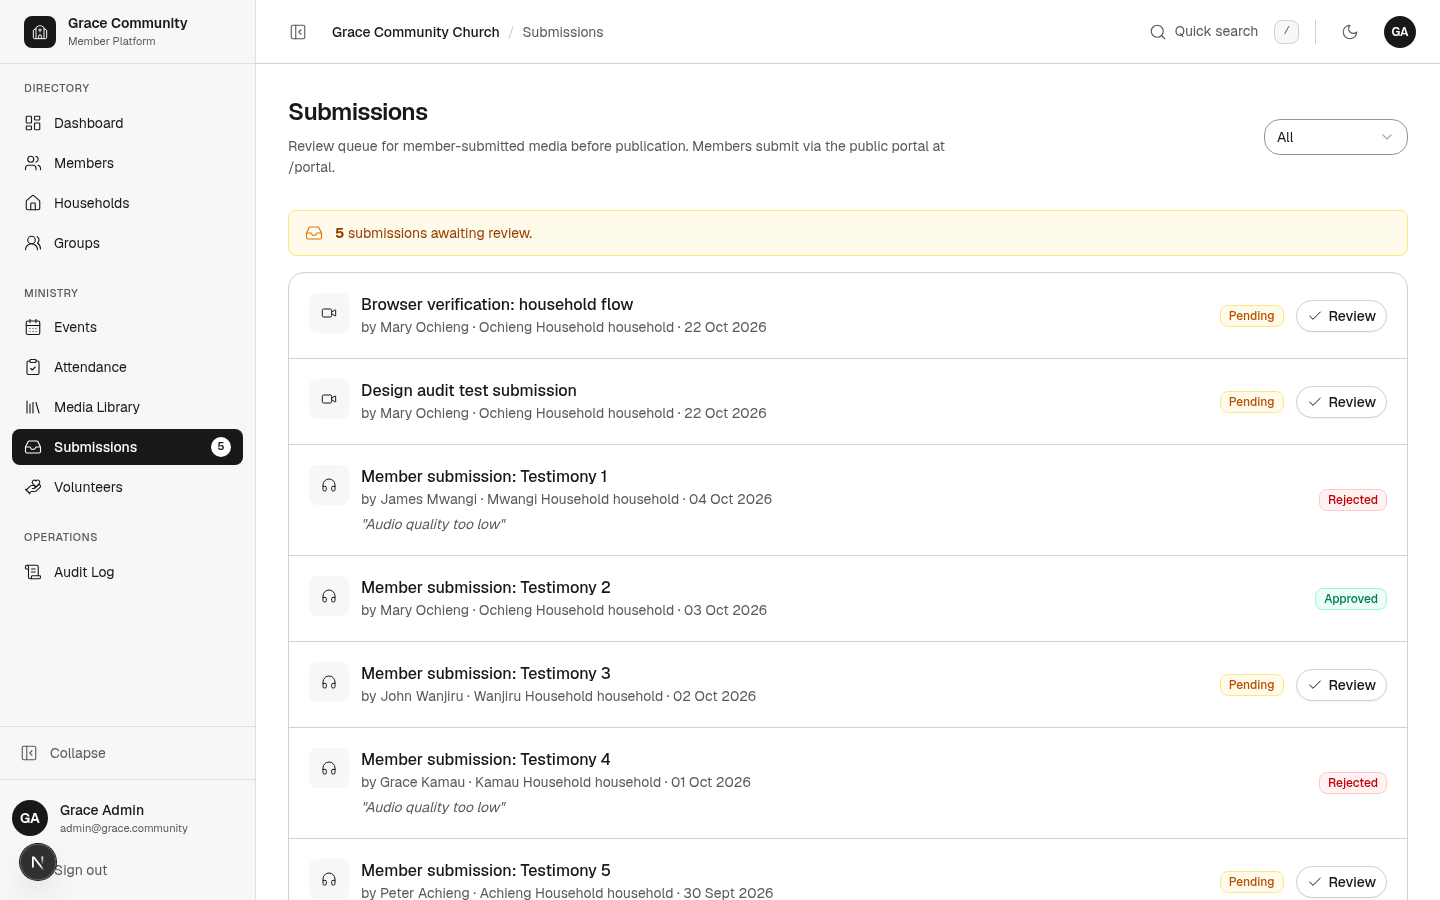 Grace Community
Member Platform
DIRECTORY
Dashboard
Members
Households
Groups
MINISTRY
Events
Attendance
Media Library
Submissions 5
Volunteers
OPERATIONS
Audit Log
Collapse
GA
Grace Admin
admin@grace.community
N
Sign out
Grace Community Church / Submissions
Quick search /
GA
Submissions
Review queue for member-submitted media before publication. Members submit via the public portal at
/portal.
All
5 submissions awaiting review.
Browser verification: household flow
by Mary Ochieng · Ochieng Household household · 22 Oct 2026
Pending Review
Design audit test submission
by Mary Ochieng · Ochieng Household household · 22 Oct 2026
Pending Review
Member submission: Testimony 1
by James Mwangi · Mwangi Household household · 04 Oct 2026
"Audio quality too low"
Rejected
Member submission: Testimony 2
by Mary Ochieng · Ochieng Household household · 03 Oct 2026
Approved
Member submission: Testimony 3
by John Wanjiru · Wanjiru Household household · 02 Oct 2026
Pending Review
Member submission: Testimony 4
by Grace Kamau · Kamau Household household · 01 Oct 2026
"Audio quality too low"
Rejected
Member submission: Testimony 5
by Peter Achieng · Achieng Household household · 30 Sept 2026
Pending Review